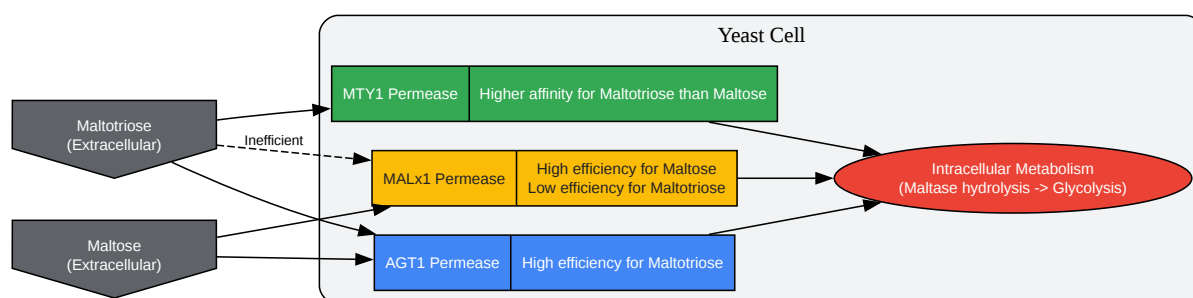 Yeast Cell
MTY1 Permease
Higher affinity for Maltotriose than Maltose
Maltotriose
(Extracellular)
Inefficient
MALx1 Permease
High efficiency for Maltose
Low efficiency for Maltotriose
Intracellular Metabolism
(Maltase hydrolysis -> Glycolysis)
Maltose
(Extracellular)
AGT1 Permease
High efficiency for Maltotriose